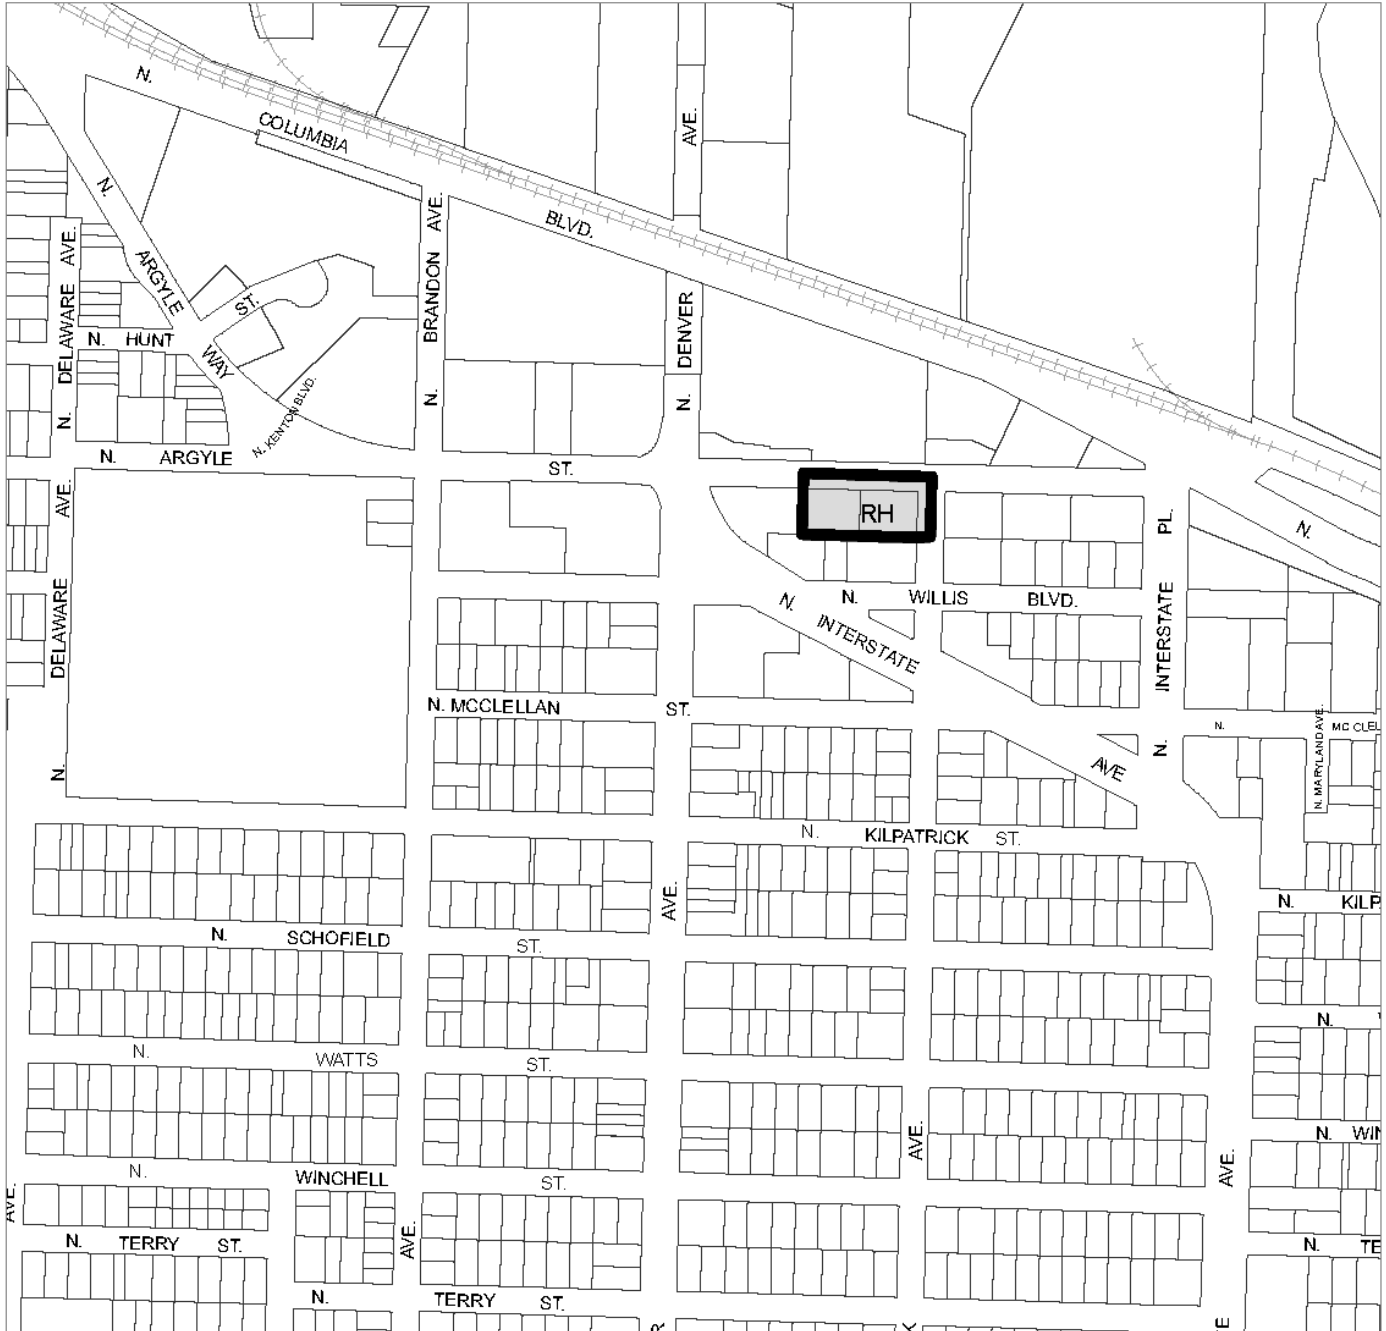 N.
COLUMBIA
BLVD.
AVE.
N.
ARGYLE
WAY
AVE.
BRANDON
N.
AVE.
DELAWARE
N.
ST.
N. HUNT
DENVER
N.
N. KENTON BLVD.
N. ARGYLE
ST.
AVE.
DELAWARE
N.
RH
PL.
INTERSTATE
N.
N.
N. WILLIS BLVD.
N. INTERSTATE
AVE
N. MCCLELLAN ST.
N.
MC CLEL
N. MARYLAND AVE.
N. KILPATRICK ST.
AVE.
N. KILP
N. SCHOFIELD ST.
N.
N. WATTS ST.
AVE.
N. WIN
AVE.
N. WINCHELL ST.
AVE.
AVE.
N. TERRY ST.
N. TE
N. TERRY ST.